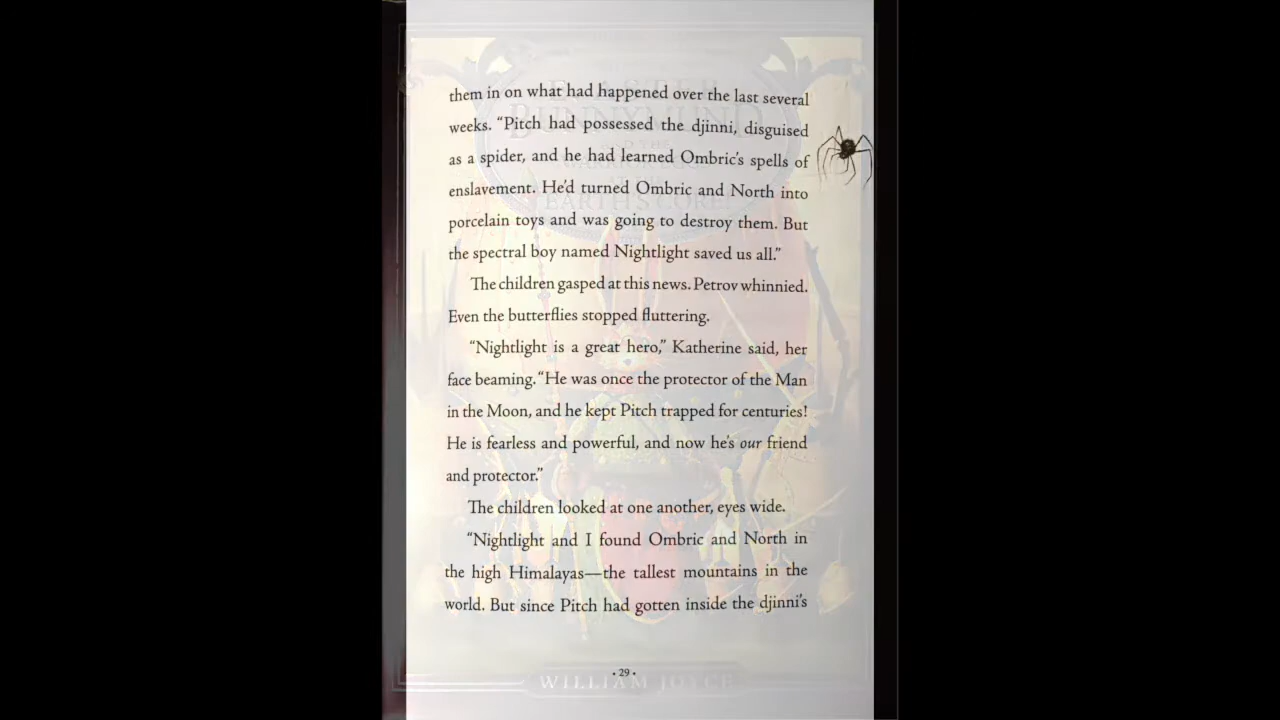 them in on what had happened over the last several
weeks. “Pitch had possessed the djinni, disguised
as a spider, and he had learned Ombric’s spells of
enslavement. He’d turned Ombric and North into
porcelain toys and was going to destroy them. But
the spectral boy named Nightlight saved us all.”
The children gasped at this news. Petrov whinnied.
Even the butterflies stopped fluttering.
“Nightlight is a great hero,” Katherine said, her
face beaming. “He was once the protector of the Man
in the Moon, and he kept Pitch trapped for centuries!
He is fearless and powerful, and now he’s our friend
and protector.”
The children looked at one another, eyes wide.
“Nightlight and I found Ombric and North in
the high Himalayas—the tallest mountains in the
world. But since Pitch had gotten inside the djinni’s
• 29 •
EASTER
BUNNYMUND
AND THE
EARTH'S CORE!
WILLIAM JOYCE